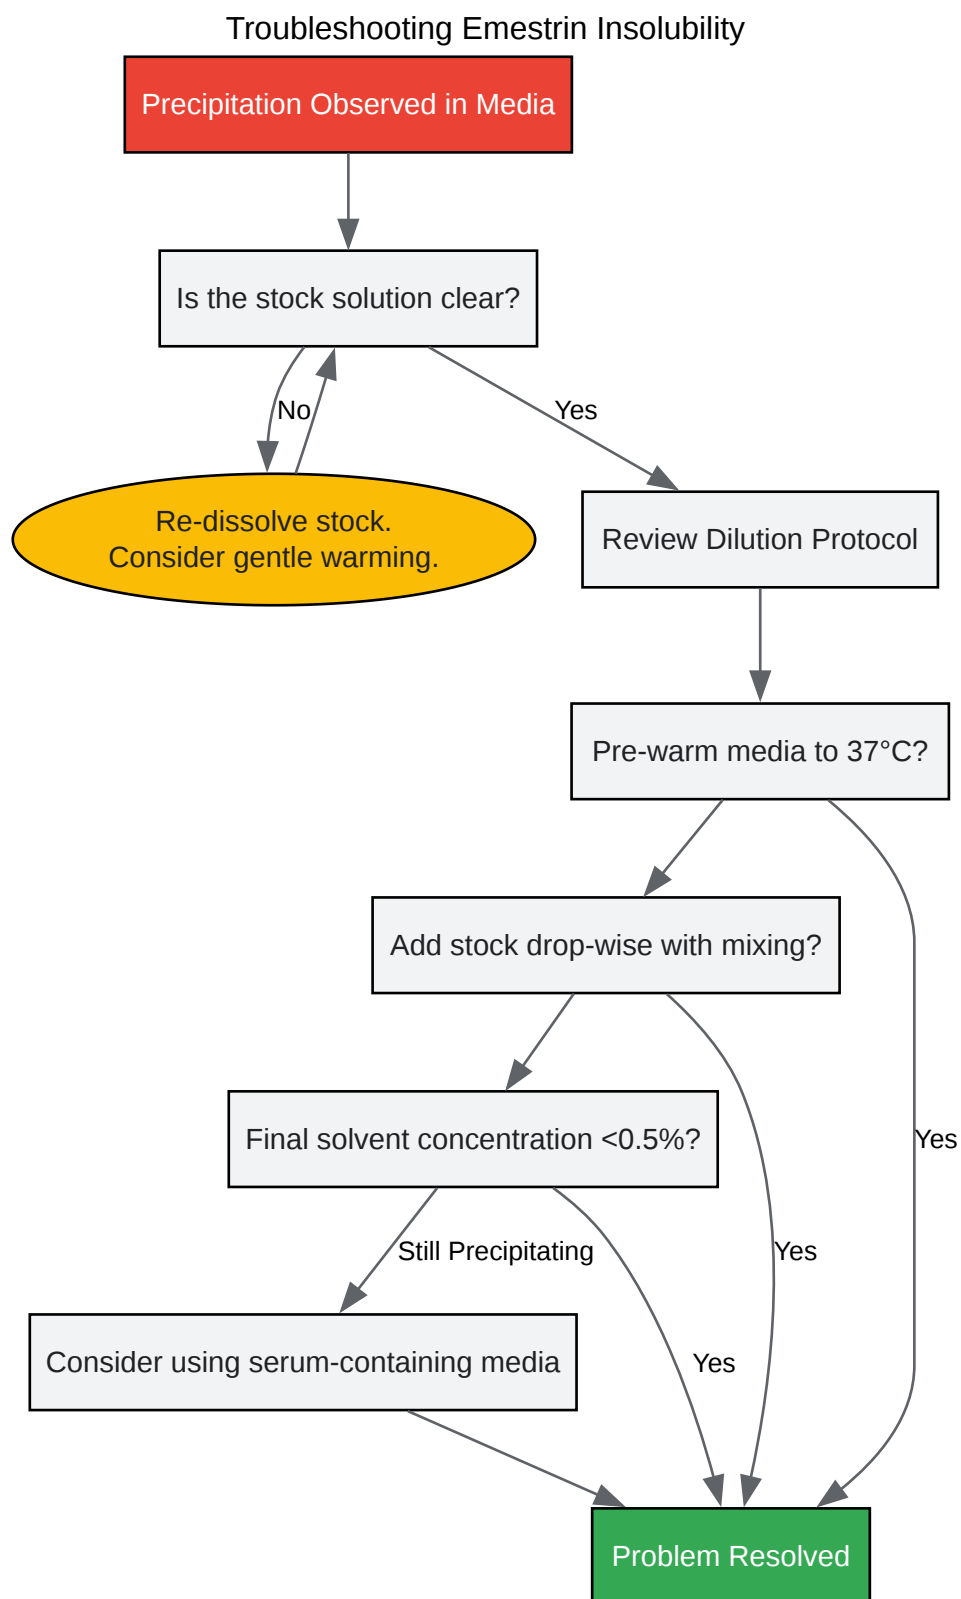 Troubleshooting Emestrin Insolubility
Precipitation Observed in Media
Is the stock solution clear?
No
Yes
Re-dissolve stock.
Consider gentle warming.
Review Dilution Protocol
Pre-warm media to 37°C?
Add stock drop-wise with mixing?
Final solvent concentration <0.5%?
Yes
Still Precipitating
Yes
Consider using serum-containing media
Yes
Problem Resolved